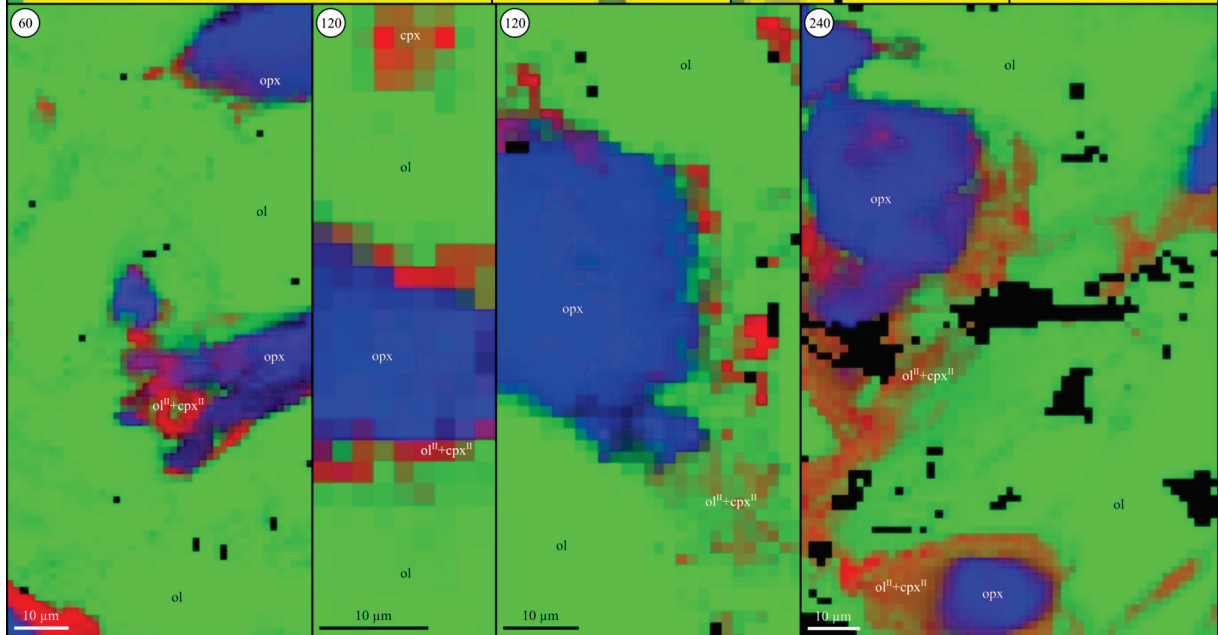 60
opx
ol
opx
olᴵᴵ+cpxᴵᴵ
ol
10 µm
120
cpx
ol
opx
olᴵᴵ+cpxᴵᴵ
ol
10 µm
120
ol
opx
olᴵᴵ+cpxᴵᴵ
ol
10 µm
240
ol
opx
olᴵᴵ+cpxᴵᴵ
ol
olᴵᴵ+cpxᴵᴵ
opx
10 µm